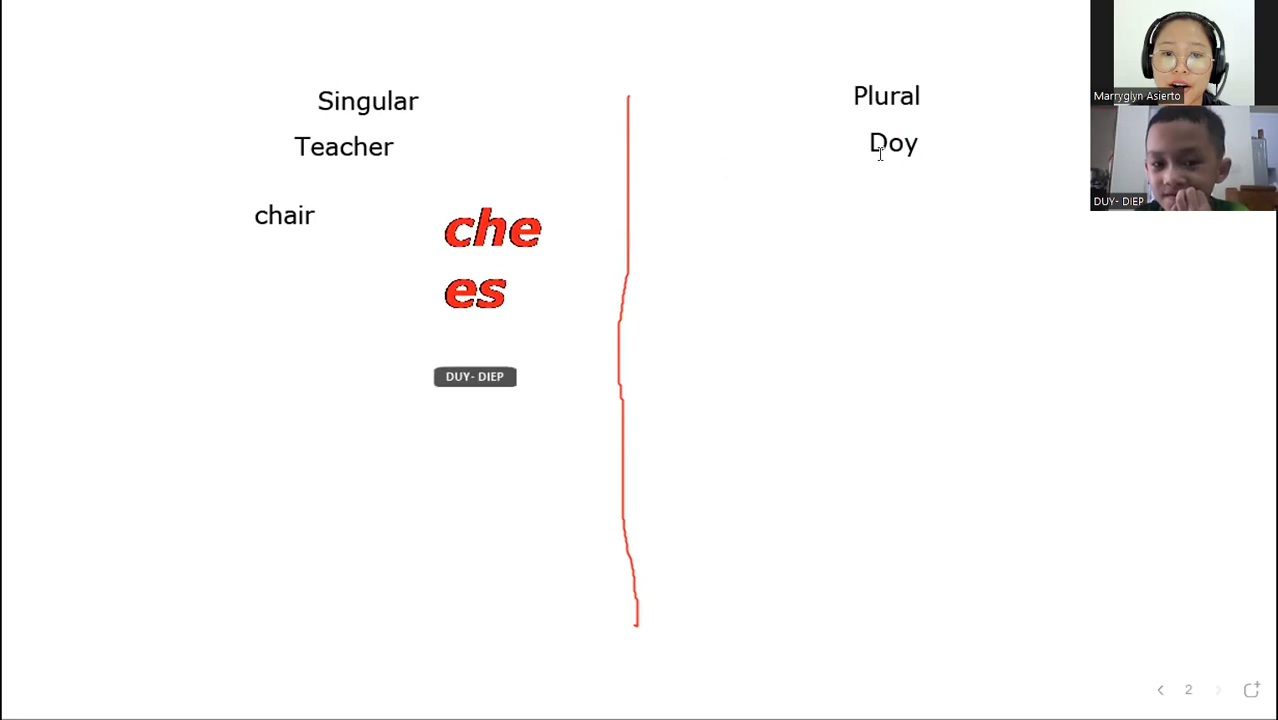 Singular
Plural
Teacher
Doy
chair
che
es
DUY- DIEP
Marryglyn Asierto
DUY- DIEP
2